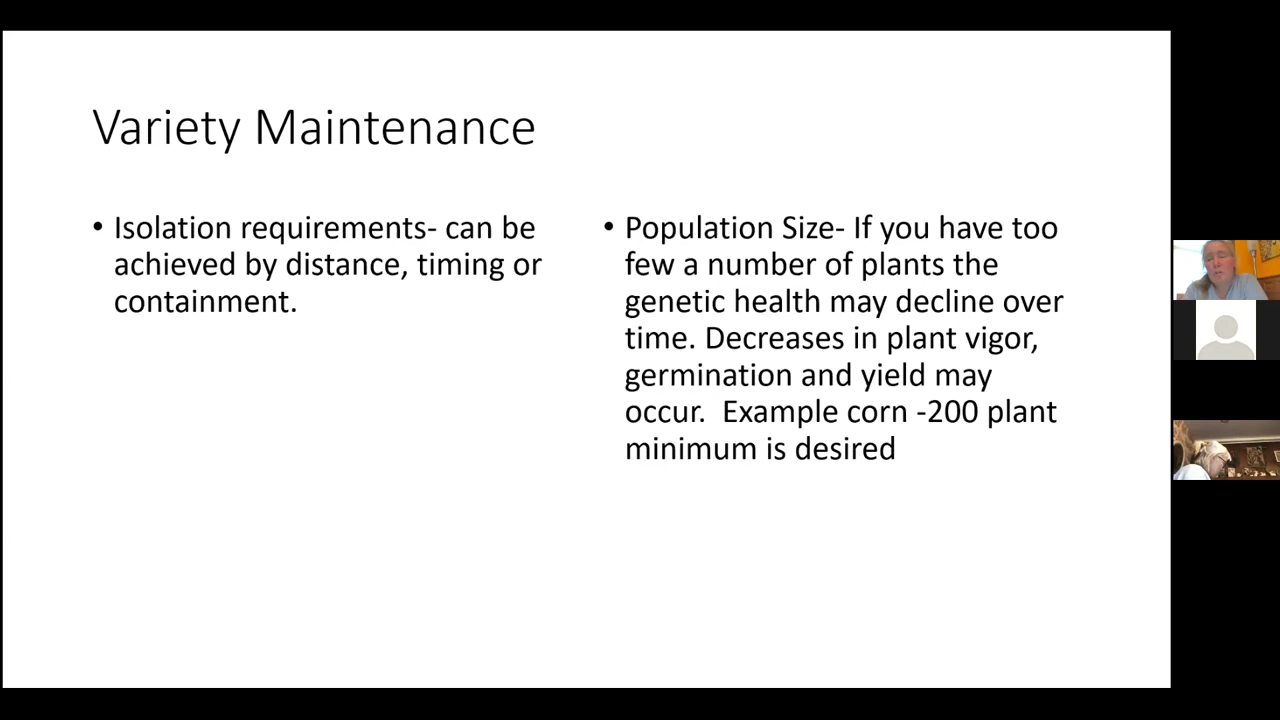 Variety Maintenance
• Isolation requirements- can be
achieved by distance, timing or
containment.
• Population Size- If you have too
few a number of plants the
genetic health may decline over
time. Decreases in plant vigor,
germination and yield may
occur.  Example corn -200 plant
minimum is desired